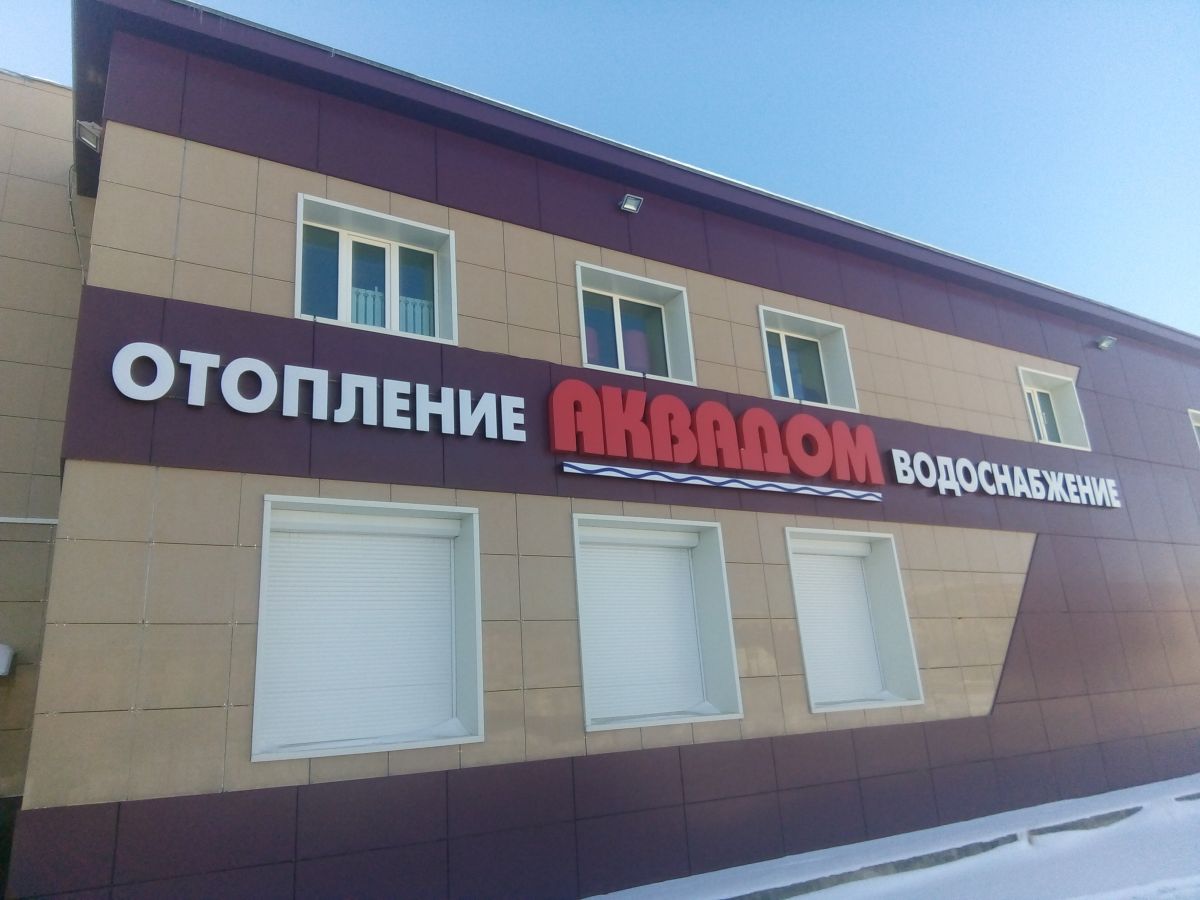 ОТОПЛЕНИЕ АКВАДОМ ВОДОСНАБЖЕНИЕ